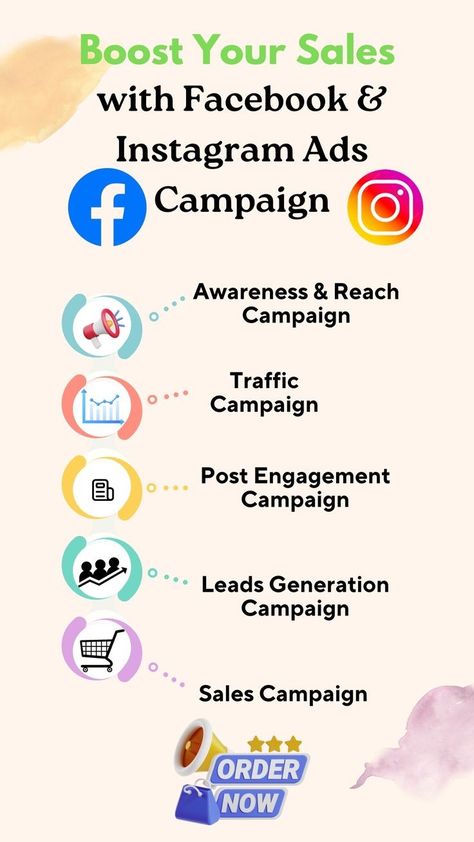 Boost Your Sales
with Facebook &
Instagram Ads
Campaign
Awareness & Reach
Campaign
Traffic
Campaign
Post Engagement
Campaign
Leads Generation
Campaign
Sales Campaign
ORDER
NOW